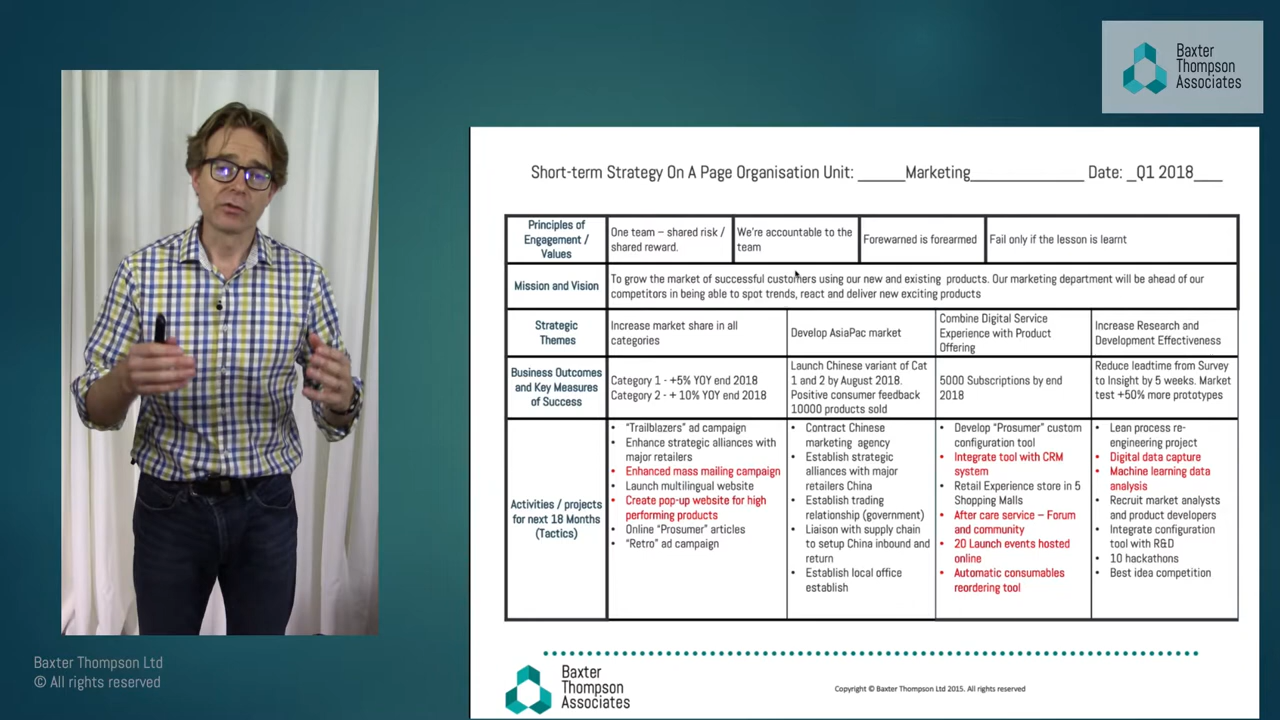 Baxter
Thompson
Associates
Short-term Strategy On A Page Organisation Unit: _____Marketing____________ Date: _Q1 2018___
Principles of
Engagement /
Values
One team – shared risk /
shared reward.
We're accountable to the
team
Forewarned is forearmed
Fail only if the lesson is learnt
Mission and Vision
To grow the market of successful customers using our new and existing products. Our marketing department will be ahead of our
competitors in being able to spot trends, react and deliver new exciting products
Strategic
Themes
Increase market share in all
categories
Develop AsiaPac market
Combine Digital Service
Experience with Product
Offering
Increase Research and
Development Effectiveness
Business Outcomes
and Key Measures
of Success
Category 1 - +5% YOY end 2018
Category 2 - + 10% YOY end 2018
Launch Chinese variant of Cat
1 and 2 by August 2018.
Positive consumer feedback
10000 products sold
5000 Subscriptions by end
2018
Reduce leadtime from Survey
to Insight by 5 weeks. Market
test +50% more prototypes
Activities / projects
for next 18 Months
(Tactics)
• "Trailblazers" ad campaign
• Enhance strategic alliances with
major retailers
• Enhanced mass mailing campaign
• Launch multilingual website
• Create pop-up website for high
performing products
• Online "Prosumer" articles
• "Retro" ad campaign
• Contract Chinese
marketing agency
• Establish strategic
alliances with major
retailers China
• Establish trading
relationship (government)
• Liaison with supply chain
to setup China inbound and
return
• Establish local office
establish
• Develop "Prosumer" custom
configuration tool
• Integrate tool with CRM
system
• Retail Experience store in 5
Shopping Malls
• After care service – Forum
and community
• 20 Launch events hosted
online
• Automatic consumables
reordering tool
• Lean process re-
engineering project
• Digital data capture
• Machine learning data
analysis
• Recruit market analysts
and product developers
• Integrate configuration
tool with R&D
• 10 hackathons
• Best idea competition
Baxter
Thompson
Associates
Copyright © Baxter Thompson Ltd 2015. All rights reserved
Baxter Thompson Ltd
© All rights reserved